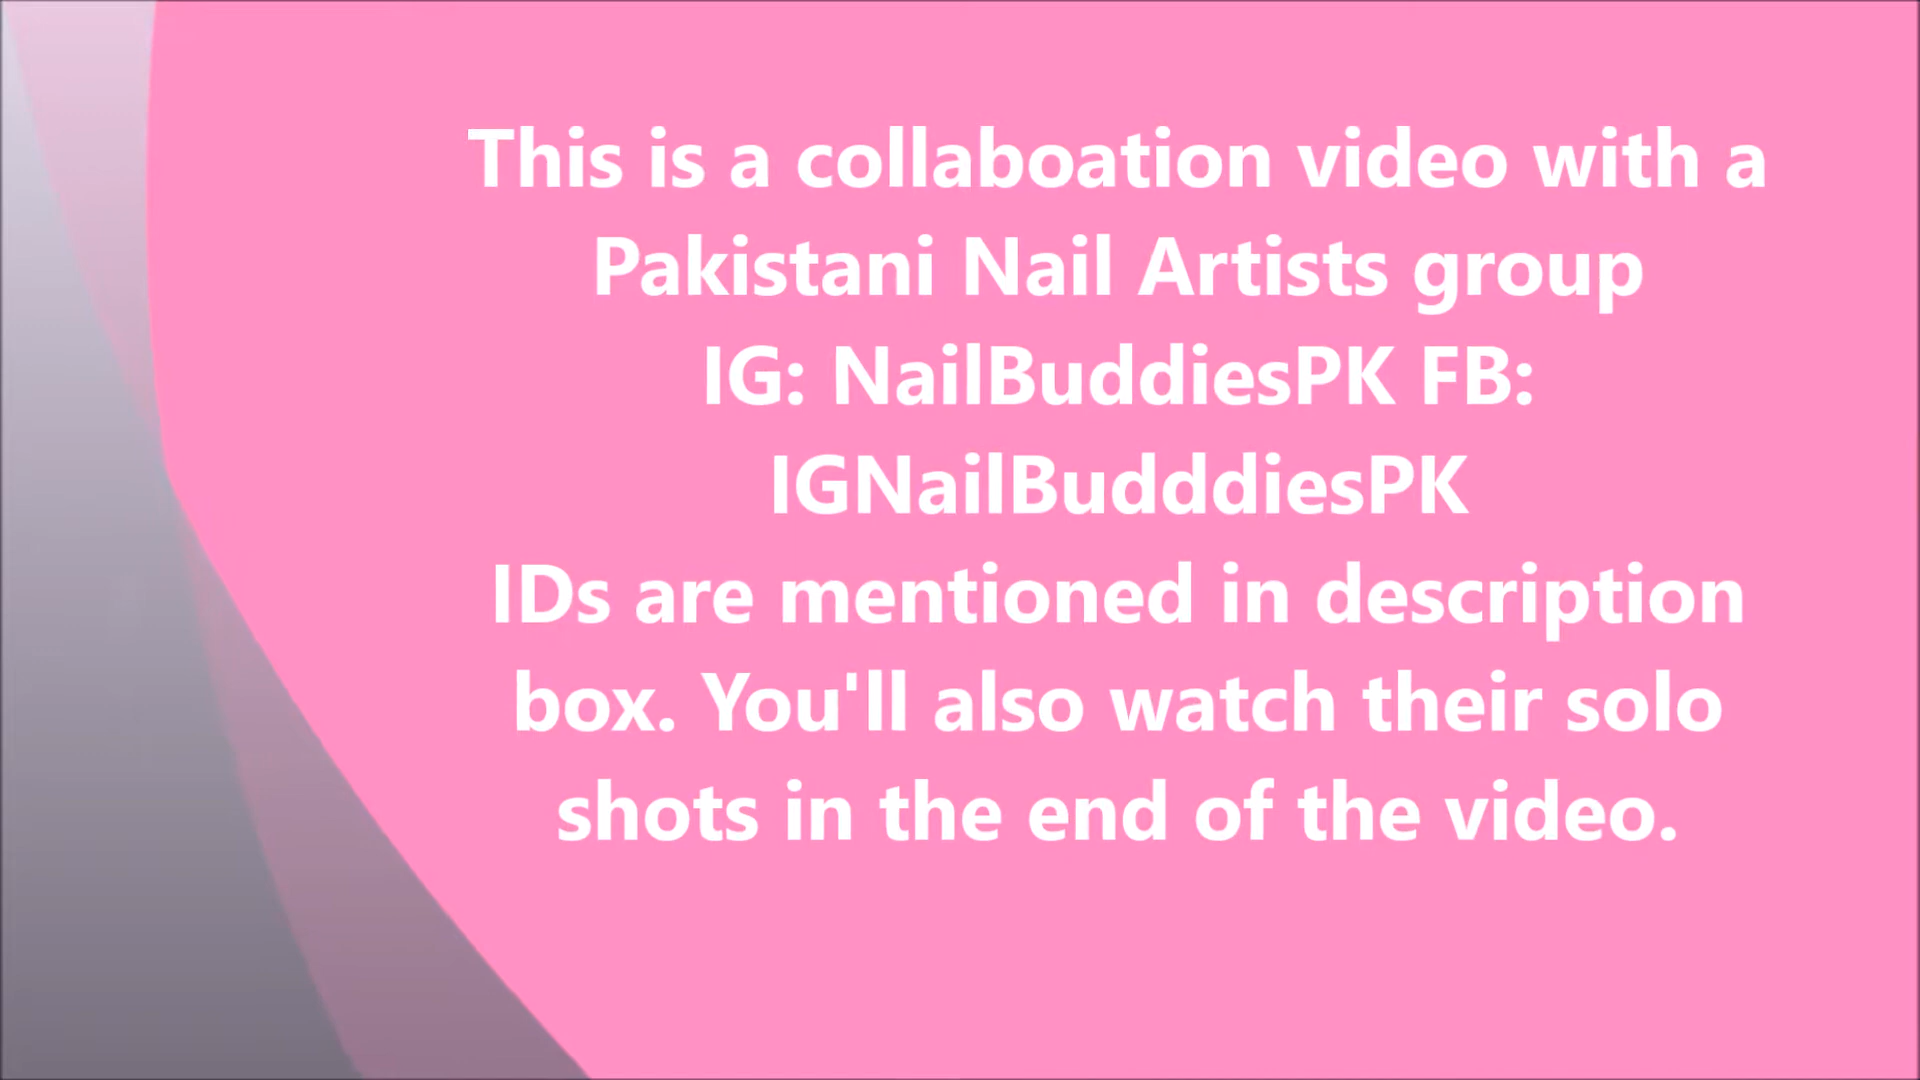 This is a collaboation video with a
Pakistani Nail Artists group
IG: NailBuddiesPK FB:
IGNailBudddiesPK
IDs are mentioned in description
box. You'll also watch their solo
shots in the end of the video.